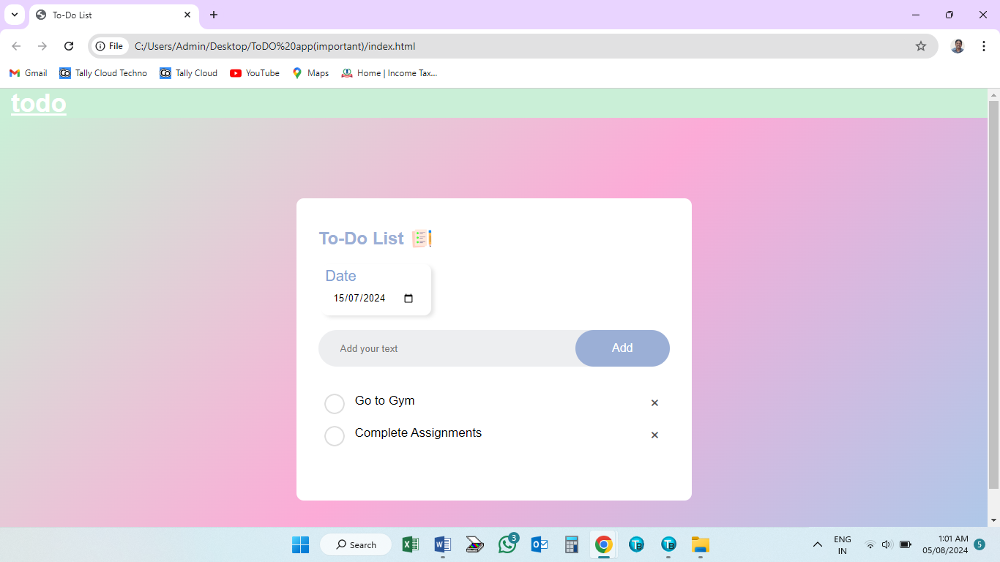 To-Do List
File C:/Users/Admin/Desktop/ToDO%20app(important)/index.html
Gmail Tally Cloud Techno Tally Cloud YouTube Maps Home | Income Tax...
todo
To-Do List
Date
15/07/2024
Add your text Add
Go to Gym
Complete Assignments
Search 3 ENG 1:01 AM
IN 05/08/2024 5